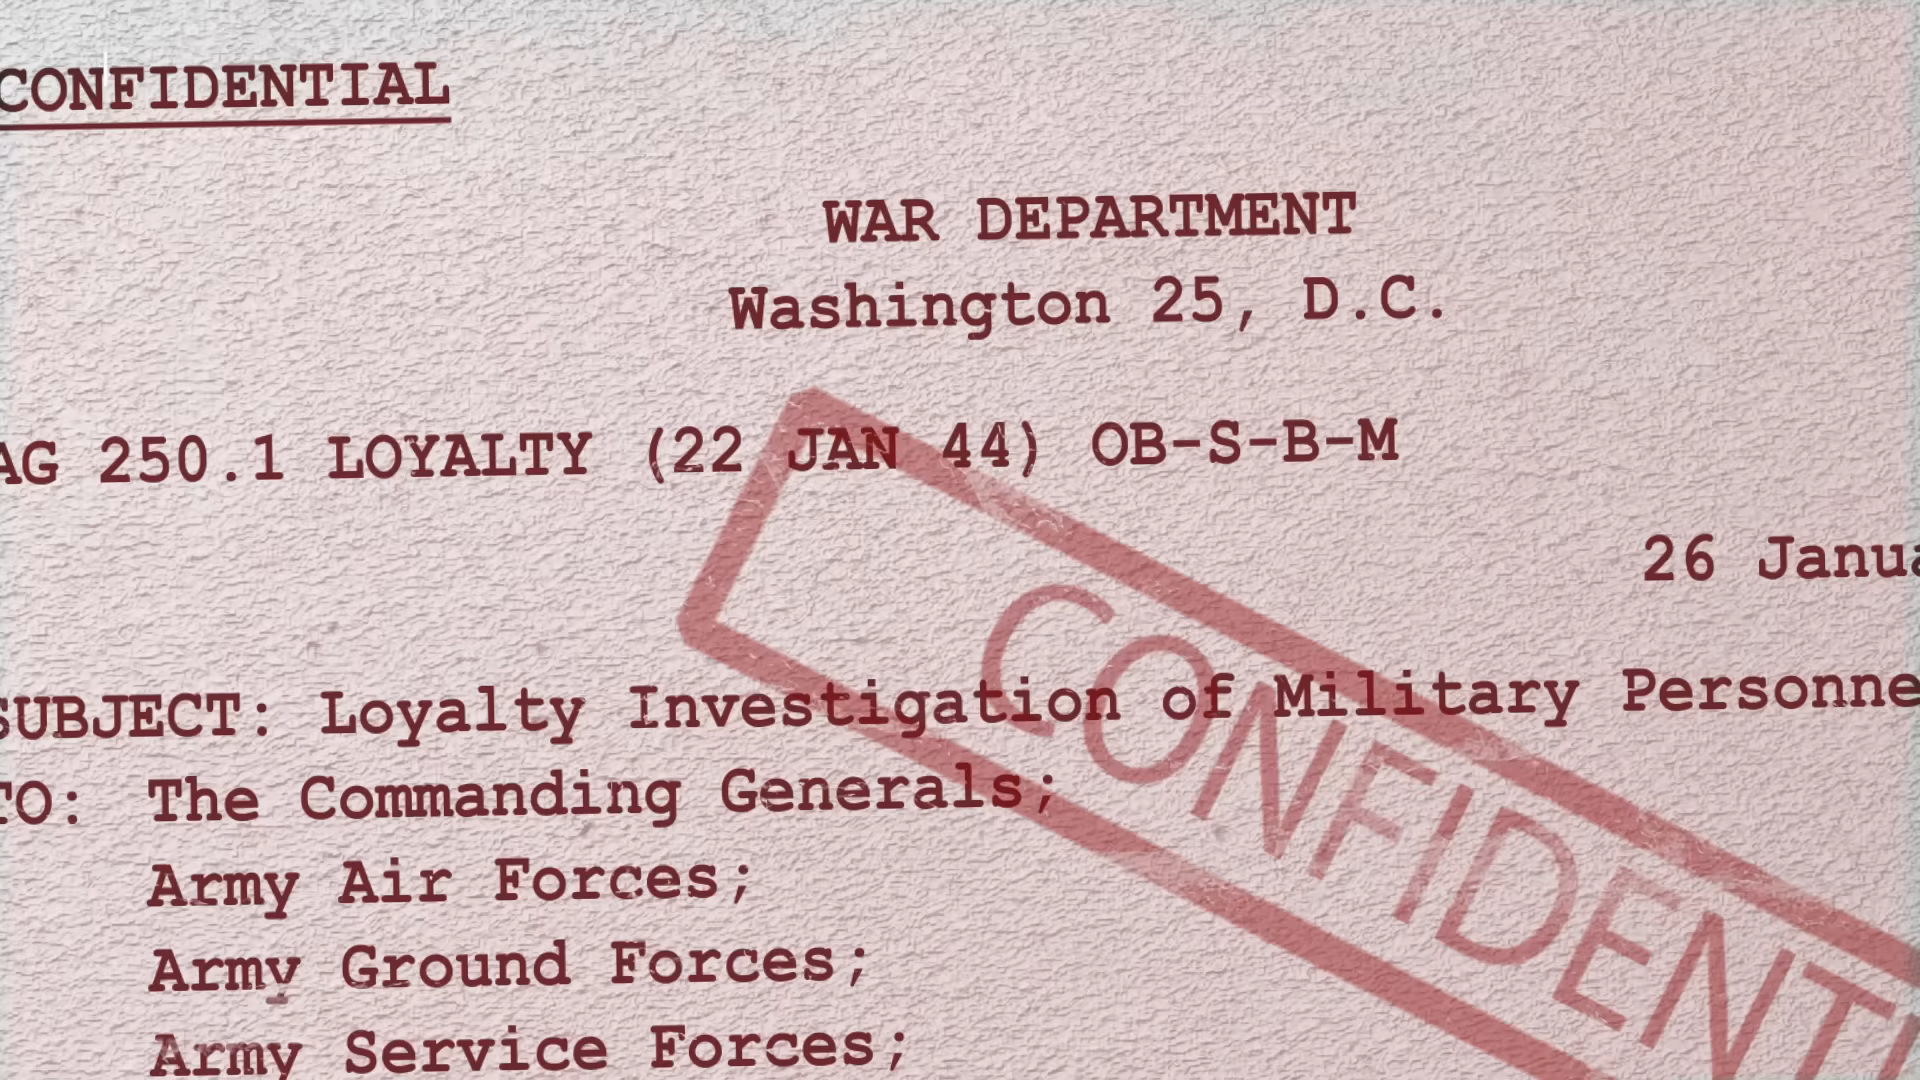 CONFIDENTIAL
WAR DEPARTMENT
Washington 25, D.C.
AG 250.1 LOYALTY (22 JAN 44) OB-S-B-M
26 Janua
SUBJECT: Loyalty Investigation of Military Personne
TO: The Commanding Generals;
Army Air Forces;
Army Ground Forces;
Army Service Forces;
CONFIDENTI